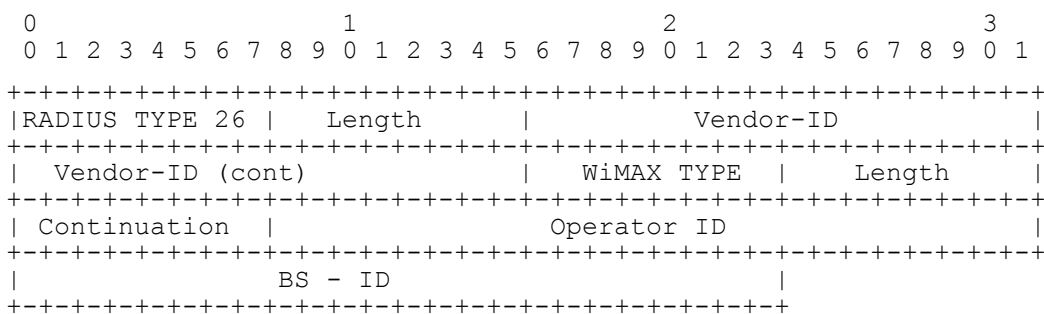 0                   1                   2                   3
 0 1 2 3 4 5 6 7 8 9 0 1 2 3 4 5 6 7 8 9 0 1 2 3 4 5 6 7 8 9 0 1
+-+-+-+-+-+-+-+-+-+-+-+-+-+-+-+-+-+-+-+-+-+-+-+-+-+-+-+-+-+-+-+-+
|RADIUS TYPE 26 |   Length      |          Vendor-ID            |
+-+-+-+-+-+-+-+-+-+-+-+-+-+-+-+-+-+-+-+-+-+-+-+-+-+-+-+-+-+-+-+-+
|  Vendor-ID (cont)             |   WiMAX TYPE  |    Length     |
+-+-+-+-+-+-+-+-+-+-+-+-+-+-+-+-+-+-+-+-+-+-+-+-+-+-+-+-+-+-+-+-+
| Continuation  |                 Operator ID                   |
+-+-+-+-+-+-+-+-+-+-+-+-+-+-+-+-+-+-+-+-+-+-+-+-+-+-+-+-+-+-+-+-+
|                BS - ID                        |
+-+-+-+-+-+-+-+-+-+-+-+-+-+-+-+-+-+-+-+-+-+-+-+-+